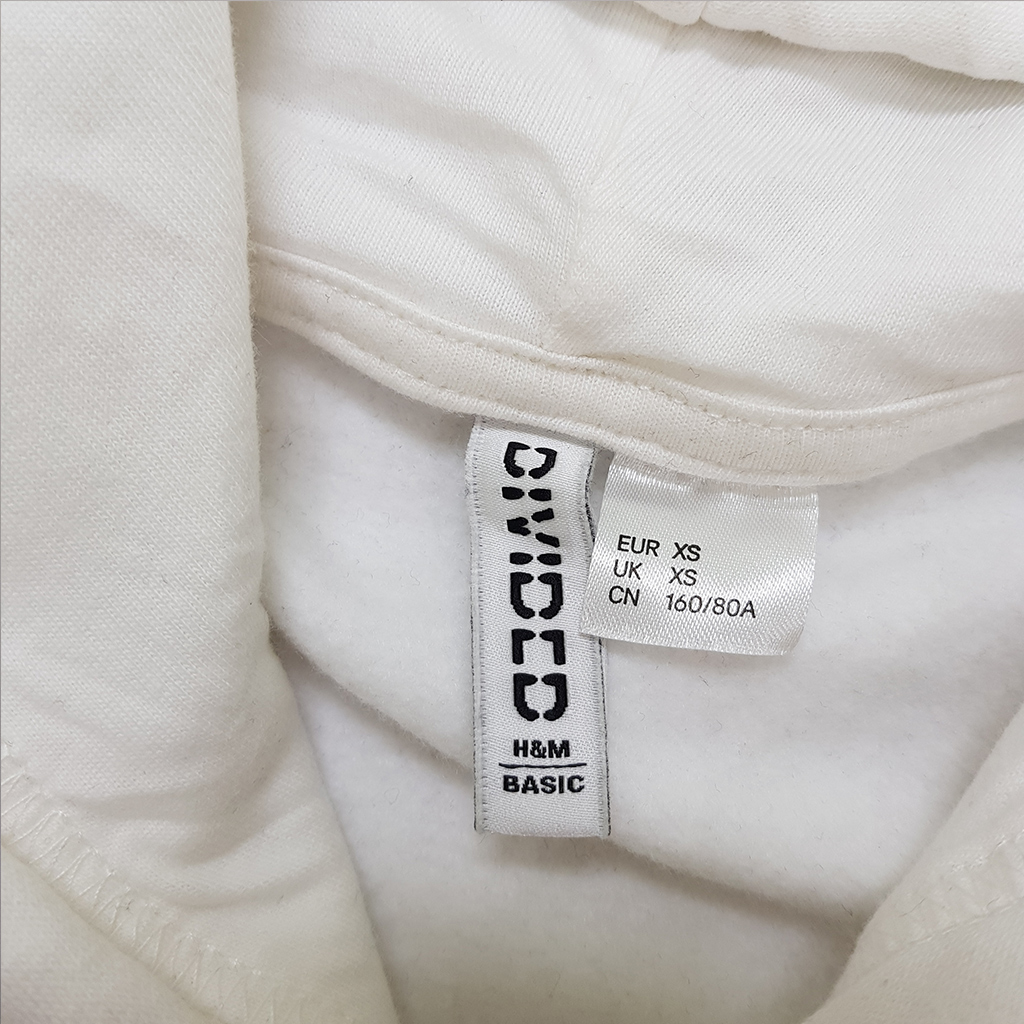 DIVIDED
H&M
BASIC
EUR XS
UK XS
CN 160/80A